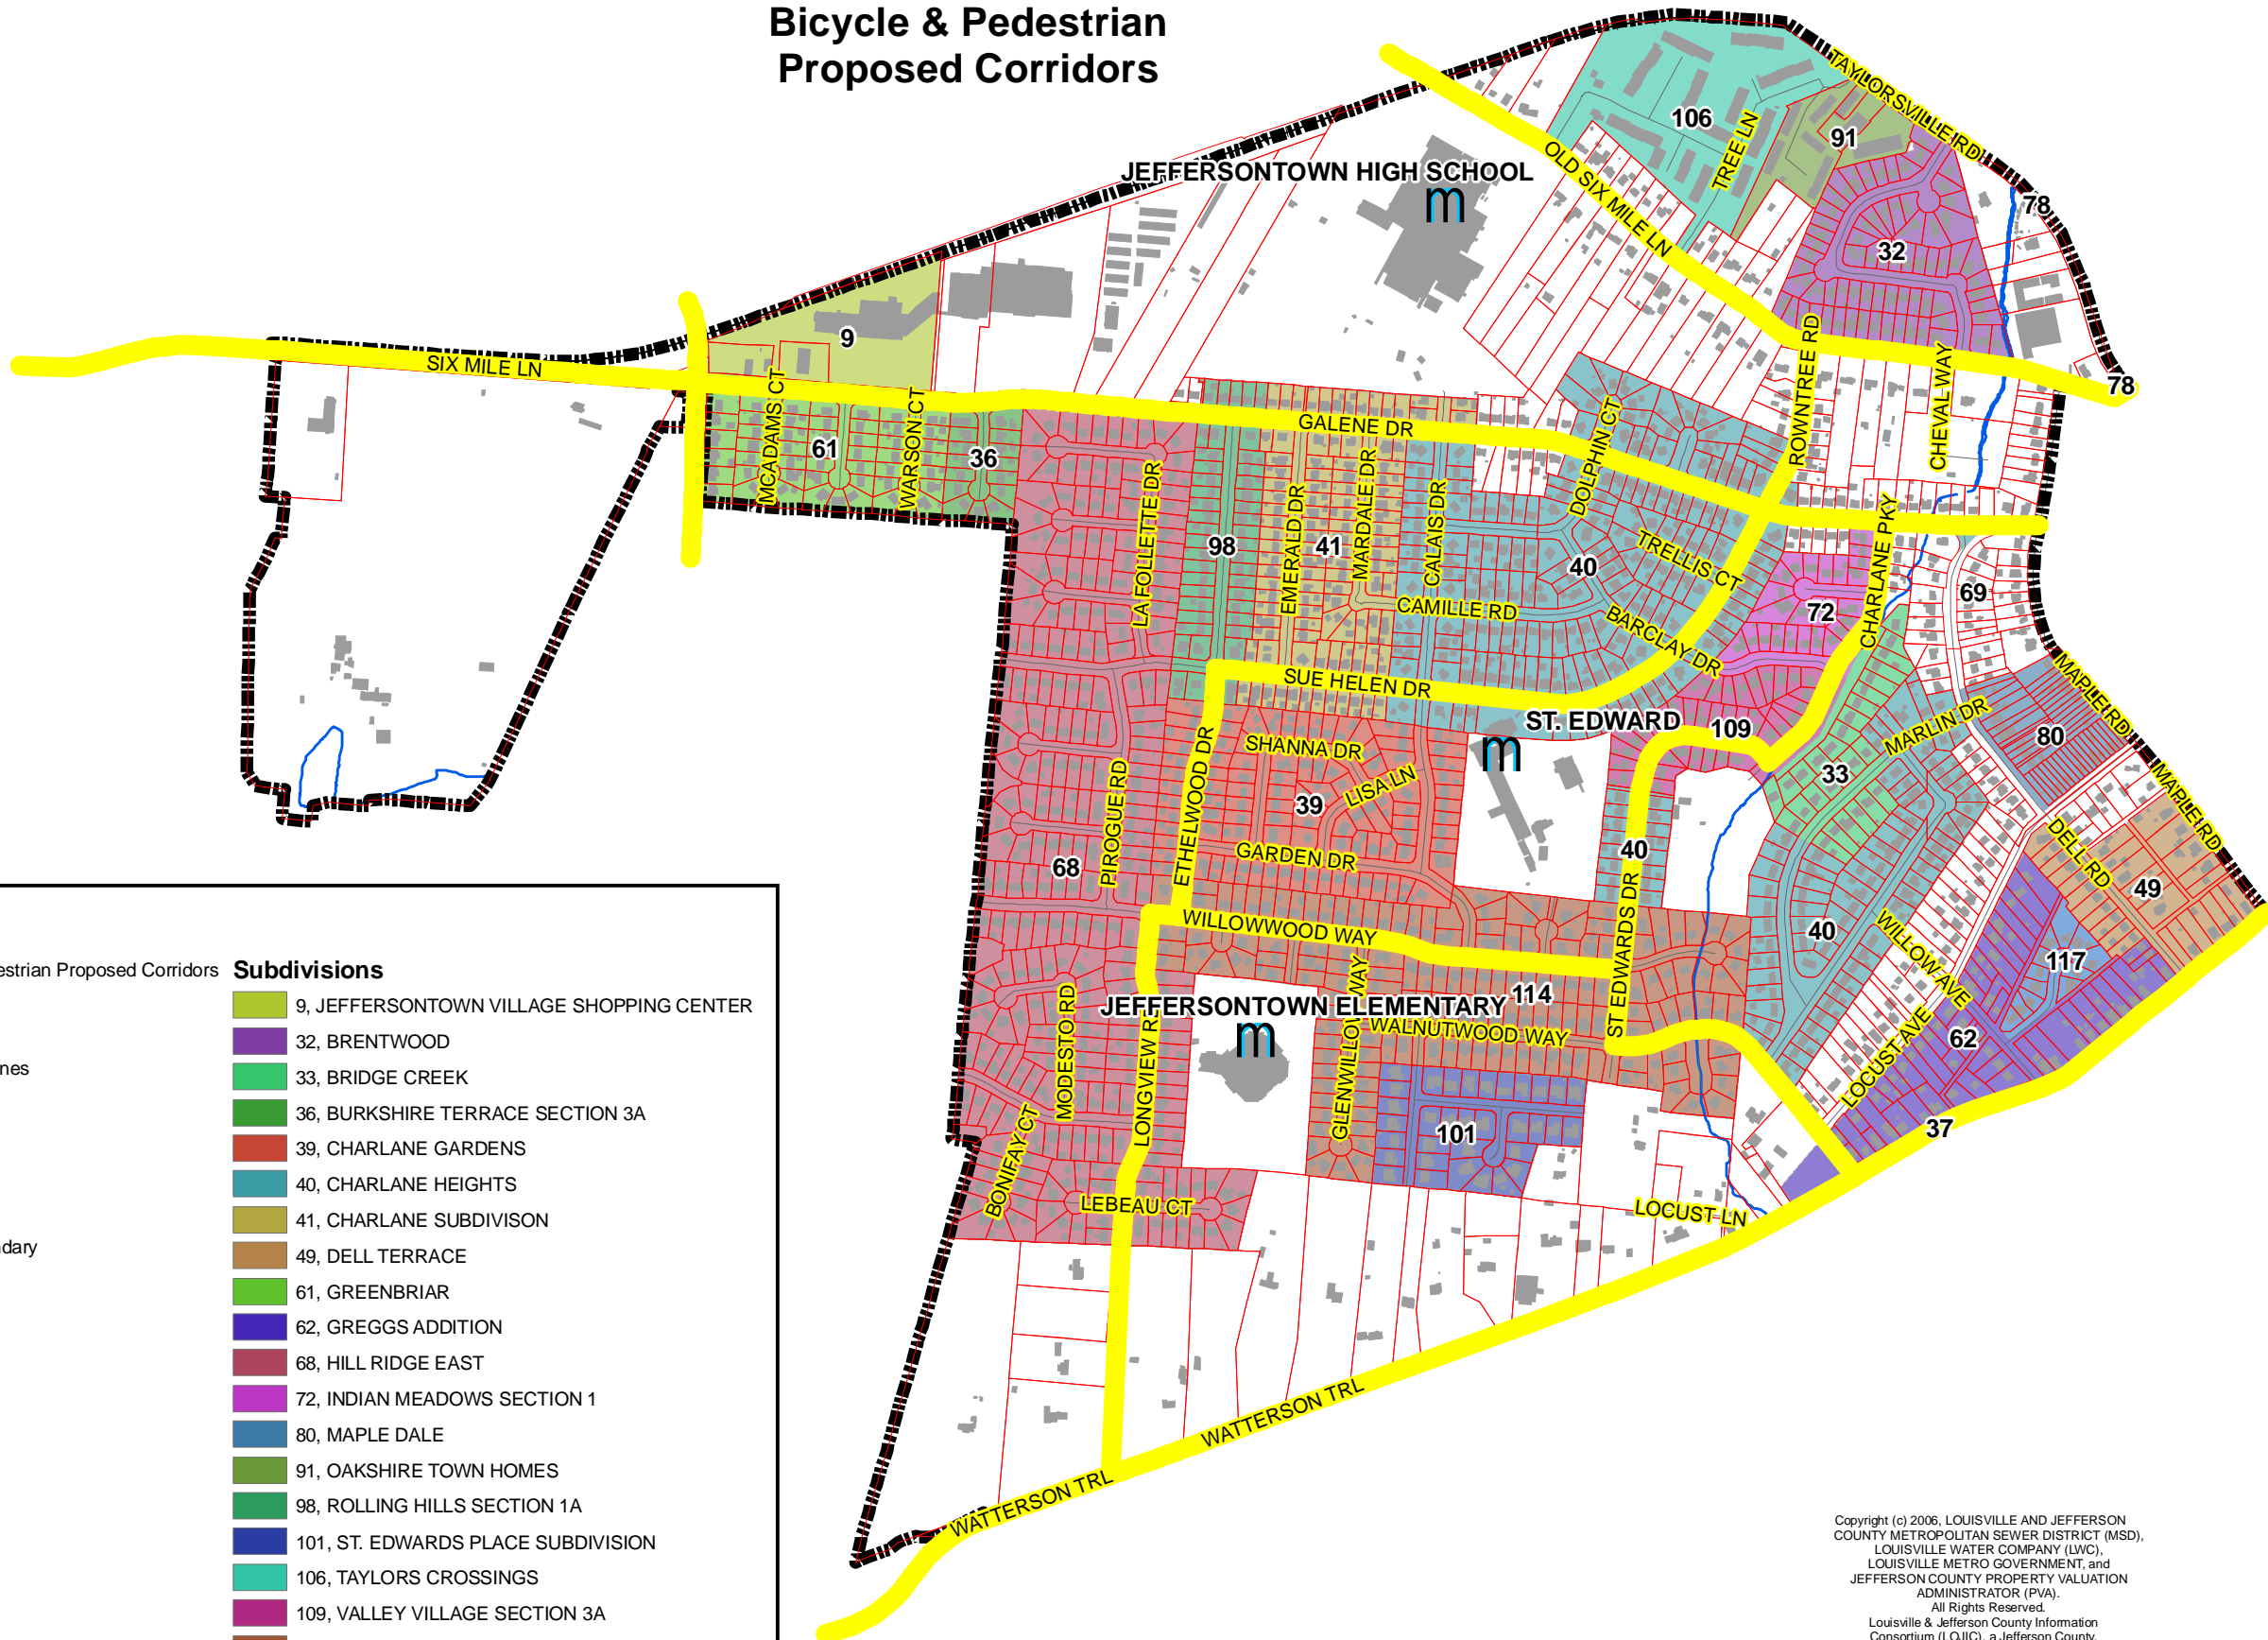 Bicycle & Pedestrian
Proposed Corridors
TAYLORSVILLE RD
106
TREE LN
91
JEFFERSONTOWN HIGH SCHOOL
m
OLD SIX MILE LN
78
32
9
SIX MILE LN
ROWNTREE RD
78
MCADAMS CT
WARSON CT
CHEVAL WAY
GALENE DR
DOLPHIN CT
61
36
LA FOLLETTE DR
MARDALE DR
EMERALD DR
CALAIS DR
98
41
TRELLIS CT
40
CHARLANE PKY
69
CAMILLE RD
BARCLAY DR
72
SUE HELEN DR
MAPLE RD
ST. EDWARD
m
109
MARLIN DR
80
SHANNA DR
ETHELWOOD DR
LISA LN
39
33
MAPLE RD
PIROGUE RD
GARDEN DR
40
DELL RD
68
49
ST EDWARDS DR
WILLOWWOOD WAY
40
WILLOW AVE
117
GLENWILLOW WAY
114
JEFFERSONTOWN ELEMENTARY
m
MODESTO RD
LONGVIEW R
WALNUTWOOD WAY
LOCUST AVE
62
101
37
BONIFAY CT
LEBEAU CT
LOCUST LN
WATTERSON TRL
WATTERSON TRL
estrian Proposed Corridors
nes
dary
Subdivisions
9, JEFFERSONTOWN VILLAGE SHOPPING CENTER
32, BRENTWOOD
33, BRIDGE CREEK
36, BURKSHIRE TERRACE SECTION 3A
39, CHARLANE GARDENS
40, CHARLANE HEIGHTS
41, CHARLANE SUBDIVISON
49, DELL TERRACE
61, GREENBRIAR
62, GREGGS ADDITION
68, HILL RIDGE EAST
72, INDIAN MEADOWS SECTION 1
80, MAPLE DALE
91, OAKSHIRE TOWN HOMES
98, ROLLING HILLS SECTION 1A
101, ST. EDWARDS PLACE SUBDIVISION
106, TAYLORS CROSSINGS
109, VALLEY VILLAGE SECTION 3A
Copyright (c) 2006, LOUISVILLE AND JEFFERSON
COUNTY METROPOLITAN SEWER DISTRICT (MSD),
LOUISVILLE WATER COMPANY (LWC),
LOUISVILLE METRO GOVERNMENT, and
JEFFERSON COUNTY PROPERTY VALUATION
ADMINISTRATOR (PVA).
All Rights Reserved.
Louisville & Jefferson County Information
Consortium (LOJIC), a Jefferson County,